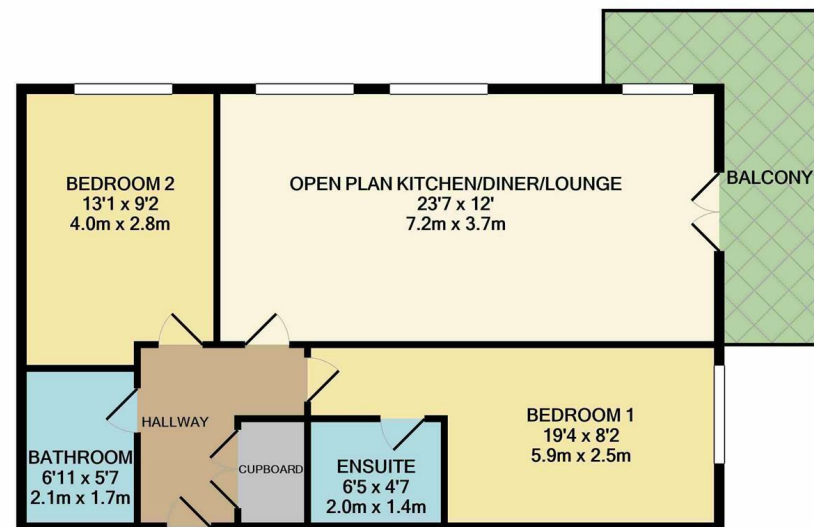 BEDROOM 2
13'1 x 9'2
4.0m x 2.8m
OPEN PLAN KITCHEN/DINER/LOUNGE
23'7 x 12'
7.2m x 3.7m
BALCONY
HALLWAY
BATHROOM
6'11 x 5'7
2.1m x 1.7m
CUPBOARD
ENSUITE
6'5 x 4'7
2.0m x 1.4m
BEDROOM 1
19'4 x 8'2
5.9m x 2.5m